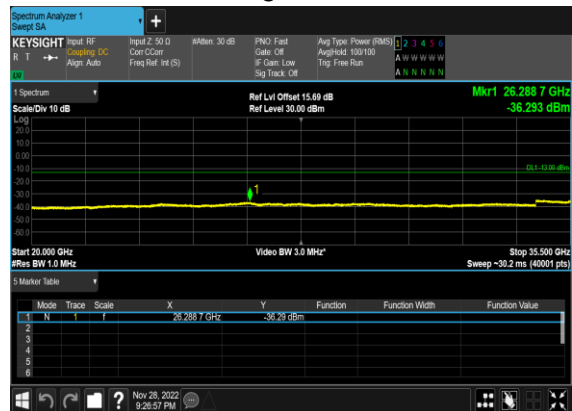 Spectrum Analyzer 1
Swept SA
+
KEYSIGHT Input: RF Input Z: 50 Ω #Atten: 30 dB PNO: Fast Avg Type: Power (RMS) 1 2 3 4 5 6
R T Coupling: DC Corr CCorr Gate: Off Avg|Hold: 100/100 A W W W W W
Align: Auto Freq Ref: Int (S) IF Gain: Low Trig: Free Run A N N N N N
Sig Track: Off
1 Spectrum Ref Lvl Offset 15.69 dB Mkr1 26.288 7 GHz
Scale/Div 10 dB Ref Level 30.00 dBm -36.293 dBm
Log
20.0
10.0
0.00
-10.0
DL1 -13.00 dBm
-20.0
1
-30.0
-40.0
-50.0
-60.0
Start 20.000 GHz Video BW 3.0 MHz* Stop 35.500 GHz
#Res BW 1.0 MHz Sweep ~30.2 ms (40001 pts)
5 Marker Table
Mode Trace Scale X Y Function Function Width Function Value
1 N 1 f 26.288 7 GHz -36.29 dBm
2
3
4
5
6
? Nov 28, 2022
9:26:57 PM